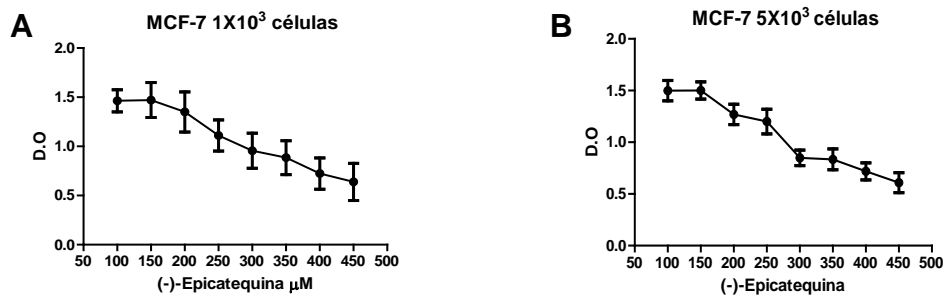 A
MCF-7 1X10³ células
2.0
1.5
1.0
0.5
0.0
D.O
50 100 150 200 250 300 350 400 450 500
(-)-Epicatequina µM
B
MCF-7 5X10³ células
2.0
1.5
1.0
0.5
0.0
D.O
50 100 150 200 250 300 350 400 450 500
(-)-Epicatequina